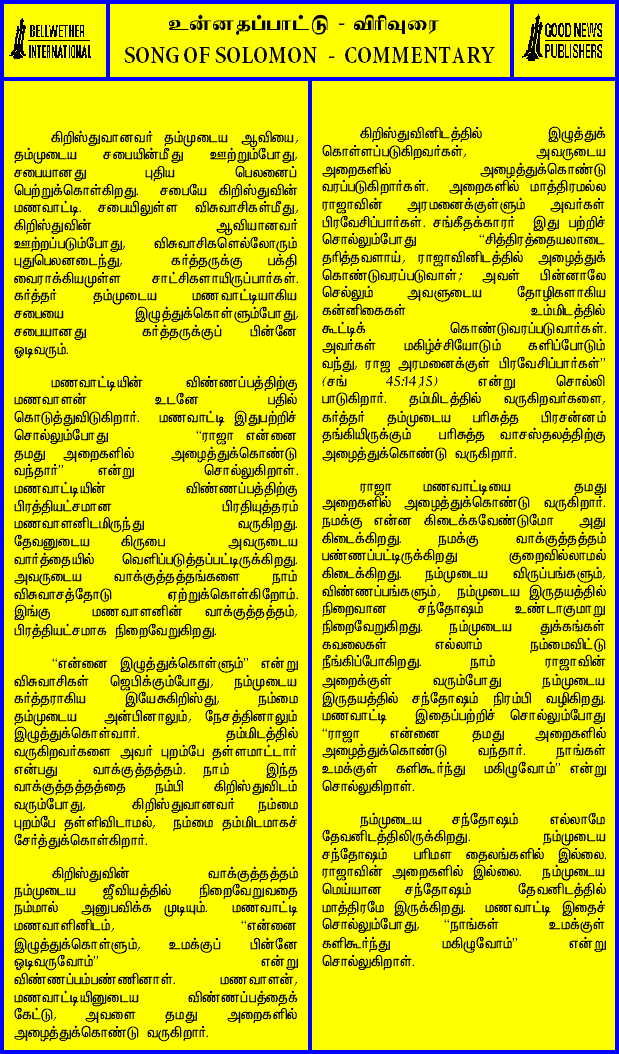 BELLWETHER
INTERNATIONAL
உன்னதப்பாட்டு - விரிவுரை
SONG OF SOLOMON - COMMENTARY
GOOD NEWS
PUBLISHERS
கிறிஸ்துவானவர் தம்முடைய ஆவியை,
தம்முடைய சபையின்மீது ஊற்றும்போது,
சபையானது புதிய பெலனைப்
பெற்றுக்கொள்கிறது. சபையே கிறிஸ்துவின்
மணவாட்டி. சபையிலுள்ள விசுவாசிகள்மீது,
கிறிஸ்துவின் ஆவியானவர்
ஊற்றப்படும்போது, விசுவாசிகளெல்லோரும்
புதுபெலனடைந்து, கர்த்தருக்கு பக்தி
வைராக்கியமுள்ள சாட்சிகளாயிருப்பார்கள்.
கர்த்தர் தம்முடைய மணவாட்டியாகிய
சபையை இழுத்துக்கொள்ளும்போது,
சபையானது கர்த்தருக்குப் பின்னே
ஓடிவரும்.
மணவாட்டியின் விண்ணப்பத்திற்கு
மணவாளன் உடனே பதில்
கொடுத்துவிடுகிறார். மணவாட்டி இதுபற்றிச்
சொல்லும்போது “ராஜா என்னை
தமது அறைகளில் அழைத்துக்கொண்டு
வந்தார்” என்று சொல்லுகிறாள்.
மணவாட்டியின் விண்ணப்பத்திற்கு
பிரத்தியட்சமான பிரதியுத்தரம்
மணவாளனிடமிருந்து வருகிறது.
தேவனுடைய கிருபை அவருடைய
வார்த்தையில் வெளிப்படுத்தப்பட்டிருக்கிறது.
அவருடைய வாக்குத்தத்தங்களை நாம்
விசுவாசத்தோடு ஏற்றுக்கொள்கிறோம்.
இங்கு மணவாளனின் வாக்குத்தத்தம்,
பிரத்தியட்சமாக நிறைவேறுகிறது.
“என்னை இழுத்துக்கொள்ளும்” என்று
விசுவாசிகள் ஜெபிக்கும்போது, நம்முடைய
கர்த்தராகிய இயேசுகிறிஸ்து, நம்மை
தம்முடைய அன்பினாலும், நேசத்தினாலும்
இழுத்துக்கொள்வார். தம்மிடத்தில்
வருகிறவர்களை அவர் புறம்பே தள்ளமாட்டார்
என்பது வாக்குத்தத்தம். நாம் இந்த
வாக்குத்தத்தத்தை நம்பி கிறிஸ்துவிடம்
வரும்போது, கிறிஸ்துவானவர் நம்மை
புறம்பே தள்ளிவிடாமல், நம்மை தம்மிடமாகச்
சேர்த்துக்கொள்கிறார்.
கிறிஸ்துவின் வாக்குத்தத்தம்
நம்முடைய ஜீவியத்தில் நிறைவேறுவதை
நம்மால் அனுபவிக்க முடியும். மணவாட்டி
மணவாளினிடம், “என்னை
இழுத்துக்கொள்ளும், உமக்குப் பின்னே
ஓடிவருவோம்” என்று
விண்ணப்பம்பண்ணினாள். மணவாளன்,
மணவாட்டியினுடைய விண்ணப்பத்தைக்
கேட்டு, அவளை தமது அறைகளில்
அழைத்துக்கொண்டு வருகிறார்.
கிறிஸ்துவினிடத்தில் இழுத்துக்
கொள்ளப்படுகிறவர்கள், அவருடைய
அறைகளில் அழைத்துக்கொண்டு
வரப்படுகிறார்கள். அறைகளில் மாத்திரமல்ல
ராஜாவின் அரமனைக்குள்ளும் அவர்கள்
பிரவேசிப்பார்கள். சங்கீதக்காரர் இது பற்றிச்
சொல்லும்போது “சித்திரத்தையலாடை
தரித்தவளாய், ராஜாவினிடத்தில் அழைத்துக்
கொண்டுவரப்படுவாள்; அவள் பின்னாலே
செல்லும் அவளுடைய தோழிகளாகிய
கன்னிகைகள் உம்மிடத்தில்
கூட்டிக் கொண்டுவரப்படுவார்கள்.
அவர்கள் மகிழ்ச்சியோடும் களிப்போடும்
வந்து, ராஜ அரமனைக்குள் பிரவேசிப்பார்கள்”
(சங் 45:14,15) என்று சொல்லி
பாடுகிறார். தம்மிடத்தில் வருகிறவர்களை,
கர்த்தர் தம்முடைய பரிசுத்த பிரசன்னம்
தங்கியிருக்கும் பரிசுத்த வாசஸ்தலத்திற்கு
அழைத்துக்கொண்டு வருகிறார்.
ராஜா மணவாட்டியை தமது
அறைகளில் அழைத்துக்கொண்டு வருகிறார்.
நமக்கு என்ன கிடைக்கவேண்டுமோ அது
கிடைக்கிறது. நமக்கு வாக்குத்தத்தம்
பண்ணப்பட்டிருக்கிறது குறைவில்லாமல்
கிடைக்கிறது. நம்முடைய விருப்பங்களும்,
விண்ணப்பங்களும், நம்முடைய இருதயத்தில்
நிறைவான சந்தோஷம் உண்டாகுமாறு
நிறைவேறுகிறது. நம்முடைய துக்கங்கள்
கவலைகள் எல்லாம் நம்மைவிட்டு
நீங்கிப்போகிறது. நாம் ராஜாவின்
அறைக்குள் வரும்போது நம்முடைய
இருதயத்தில் சந்தோஷம் நிரம்பி வழிகிறது.
மணவாட்டி இதைப்பற்றிச் சொல்லும்போது
“ராஜா என்னை தமது அறைகளில்
அழைத்துக்கொண்டு வந்தார். நாங்கள்
உமக்குள் களிகூர்ந்து மகிழுவோம்” என்று
சொல்லுகிறாள்.
நம்முடைய சந்தோஷம் எல்லாமே
தேவனிடத்திலிருக்கிறது. நம்முடைய
சந்தோஷம் பரிமள தைலங்களில் இல்லை.
ராஜாவின் அறைகளில் இல்லை. நம்முடைய
மெய்யான சந்தோஷம் தேவனிடத்தில்
மாத்திரமே இருக்கிறது. மணவாட்டி இதைச்
சொல்லும்போது, “நாங்கள் உமக்குள்
களிகூர்ந்து மகிழுவோம்” என்று
சொல்லுகிறாள்.